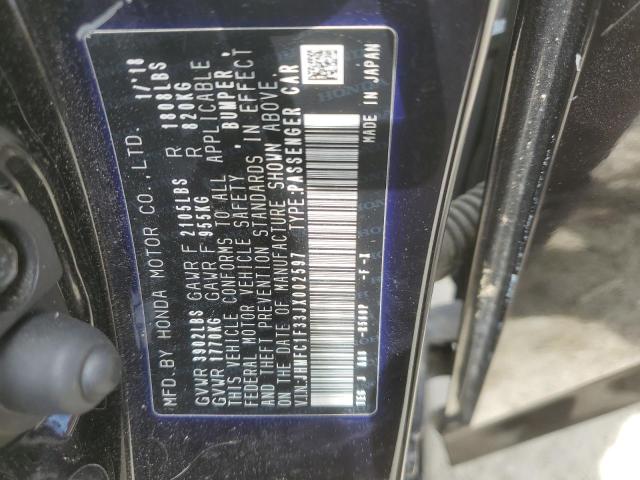 MFD.BY HONDA MOTOR CO.,LTD. 1/'18
GVWR 3902LBS GAWR F 2105LBS R 1808LBS
GVWR 1770KG GAWR F 955KG R 820KG
THIS VEHICLE CONFORMS TO ALL APPLICABLE
FEDERAL MOTOR VEHICLE SAFETY , BUMPER,
AND THEFT PREVENTION STANDARDS IN EFFECT
ON THE DATE OF MANUFACTURE SHOWN ABOVE.
V.I.N:JHMFC1F33JX002597 TYPE:PASSENGER CAR
-F-I
MADE IN JAPAN